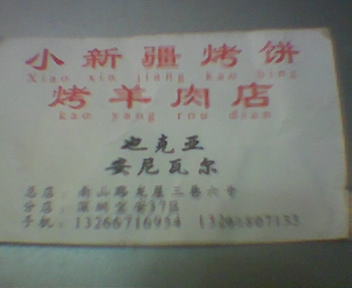 小新疆烤饼
Xiao xin jiang kao bing
烤羊肉店
kao yang rou dian
也克亚
安尼瓦尔
总店：南山路龙屋三巷六号
分店：深圳宝安37区
手机：13266716954